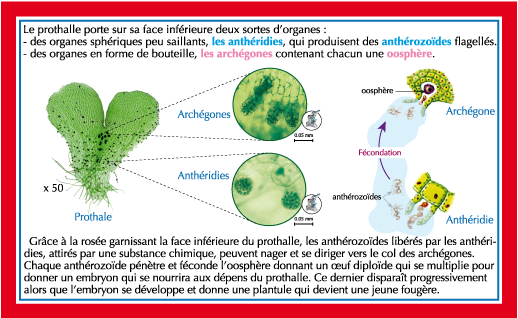 Le prothalle porte sur sa face inférieure deux sortes d'organes :
- des organes sphériques peu saillants, les anthéridies, qui produisent des anthérozoïdes flagellés.
- des organes en forme de bouteille, les archégones contenant chacun une oosphère.
Archégones
0.05 mm
oosphère
Archégone
Fécondation
Anthéridies
0.05 mm
anthérozoïdes
Anthéridie
x 50
Prothale
Grâce à la rosée garnissant la face inférieure du prothalle, les anthérozoïdes libérés par les anthéri-
dies, attirés par une substance chimique, peuvent nager et se diriger vers le col des archégones.
Chaque anthérozoïde pénètre et féconde l'oosphère donnant un œuf diploïde qui se multiplie pour
donner un embryon qui se nourrira aux dépens du prothalle. Ce dernier disparaît progressivement
alors que l'embryon se développe et donne une plantule qui devient une jeune fougère.